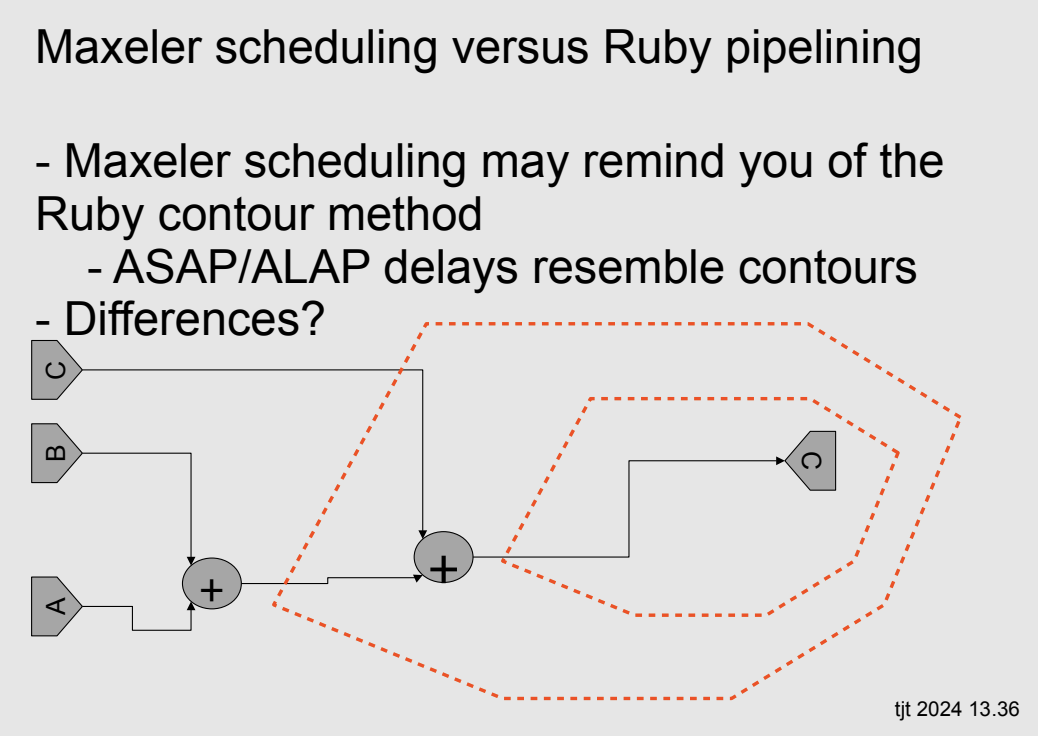 Maxeler scheduling versus Ruby pipelining
- Maxeler scheduling may remind you of the
Ruby contour method
- ASAP/ALAP delays resemble contours
- Differences?
C
B
C
+
+
A
tjt 2024 13.36